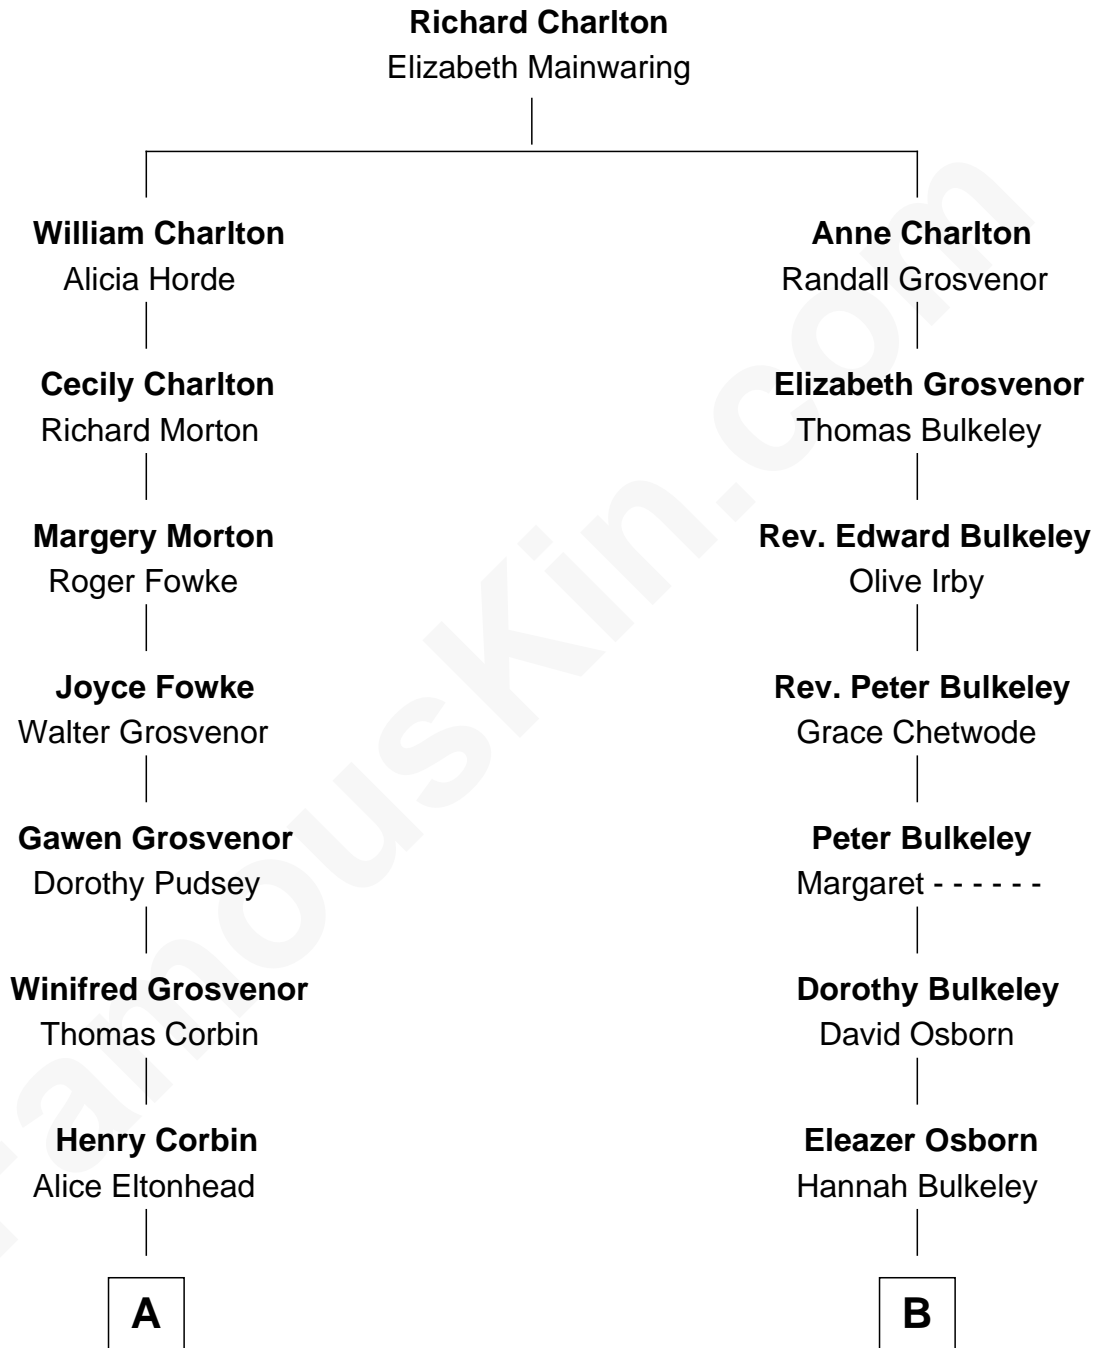 Richard Charlton
Elizabeth Mainwaring
William Charlton
Alicia Horde
Anne Charlton
Randall Grosvenor
Cecily Charlton
Richard Morton
Elizabeth Grosvenor
Thomas Bulkeley
Margery Morton
Roger Fowke
Rev. Edward Bulkeley
Olive Irby
Joyce Fowke
Walter Grosvenor
Rev. Peter Bulkeley
Grace Chetwode
Gawen Grosvenor
Dorothy Pudsey
Peter Bulkeley
Margaret - - - - - -
Winifred Grosvenor
Thomas Corbin
Dorothy Bulkeley
David Osborn
Henry Corbin
Alice Eltonhead
Eleazer Osborn
Hannah Bulkeley
A
B
FamousKin.com